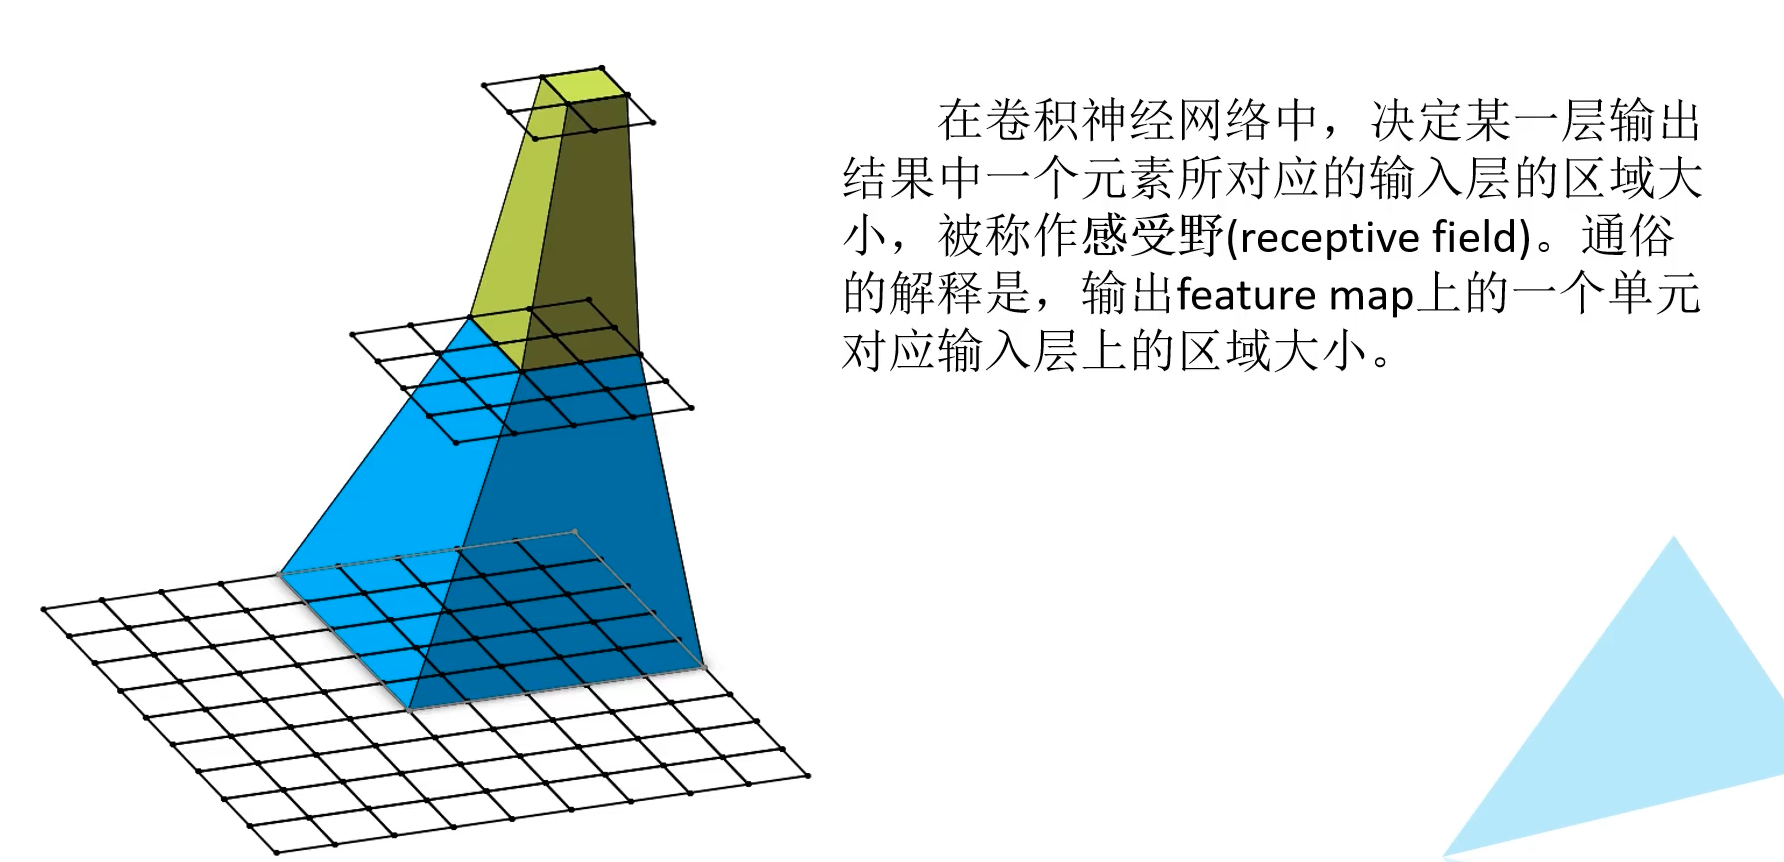 在卷积神经网络中，决定某一层输出
结果中一个元素所对应的输入层的区域大
小，被称作感受野(receptive field)。通俗
的解释是，输出feature map上的一个单元
对应输入层上的区域大小。